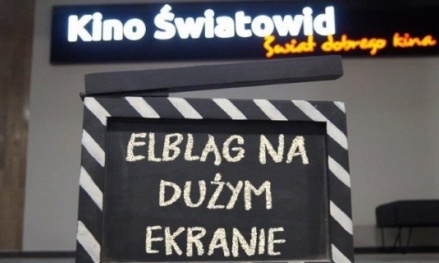 Kino Światowid
Świat dobrego kina
ELBLĄG NA
DUŻYM
EKRANIE